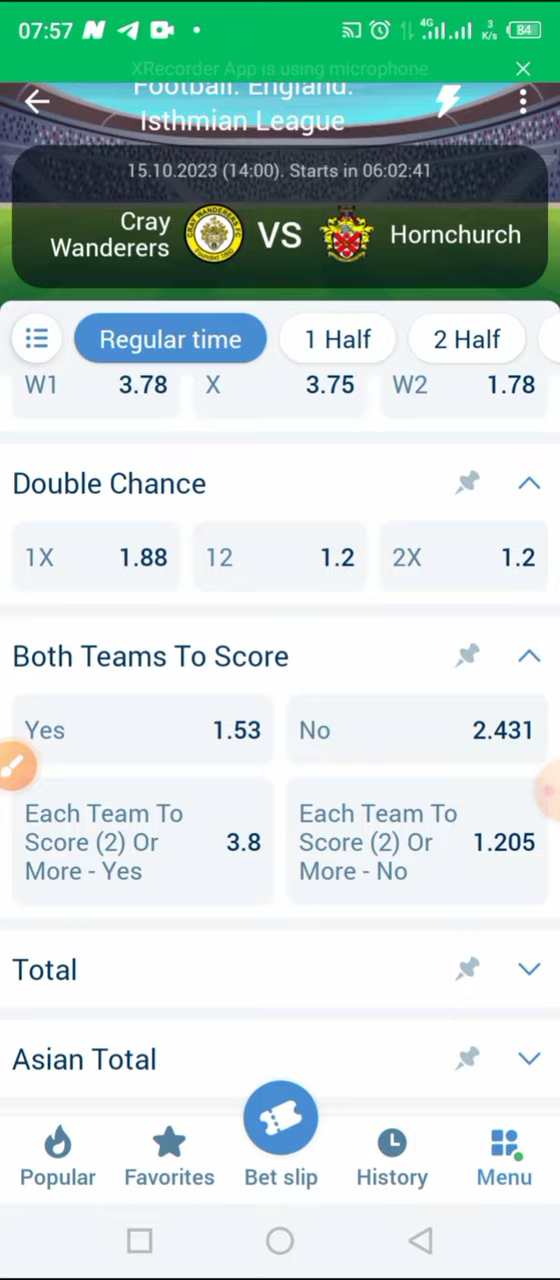 07:57
4G
3
K/s
84
XRecorder App is using microphone
Football. England.
Isthmian League
15.10.2023 (14:00). Starts in 06:02:41
Cray
Wanderers
VS
Hornchurch
Regular time
1 Half
2 Half
W1 3.78
X 3.75
W2 1.78
Double Chance
1X 1.88
12 1.2
2X 1.2
Both Teams To Score
Yes 1.53
No 2.431
Each Team To
Score (2) Or
More - Yes
3.8
Each Team To
Score (2) Or
More - No
1.205
Total
Asian Total
Popular
Favorites
Bet slip
History
Menu